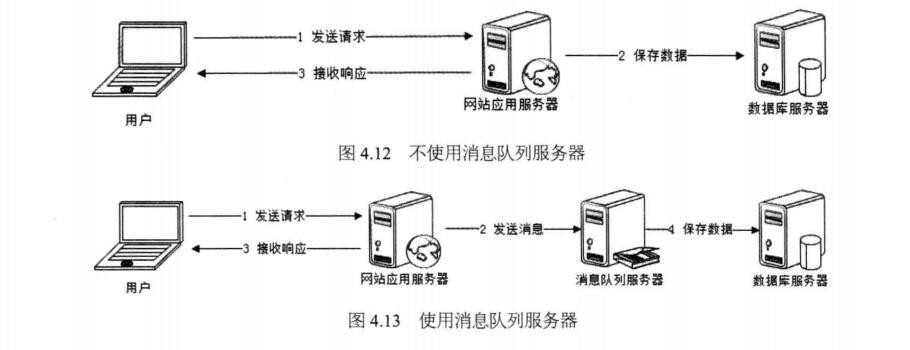 1 发送请求
2 保存数据
3 接收响应
网站应用服务器
数据库服务器
用户
图 4.12 不使用消息队列服务器
1 发送请求
2 发送消息
4 保存数据
3 接收响应
网站应用服务器
消息队列服务器
数据库服务器
用户
图 4.13 使用消息队列服务器